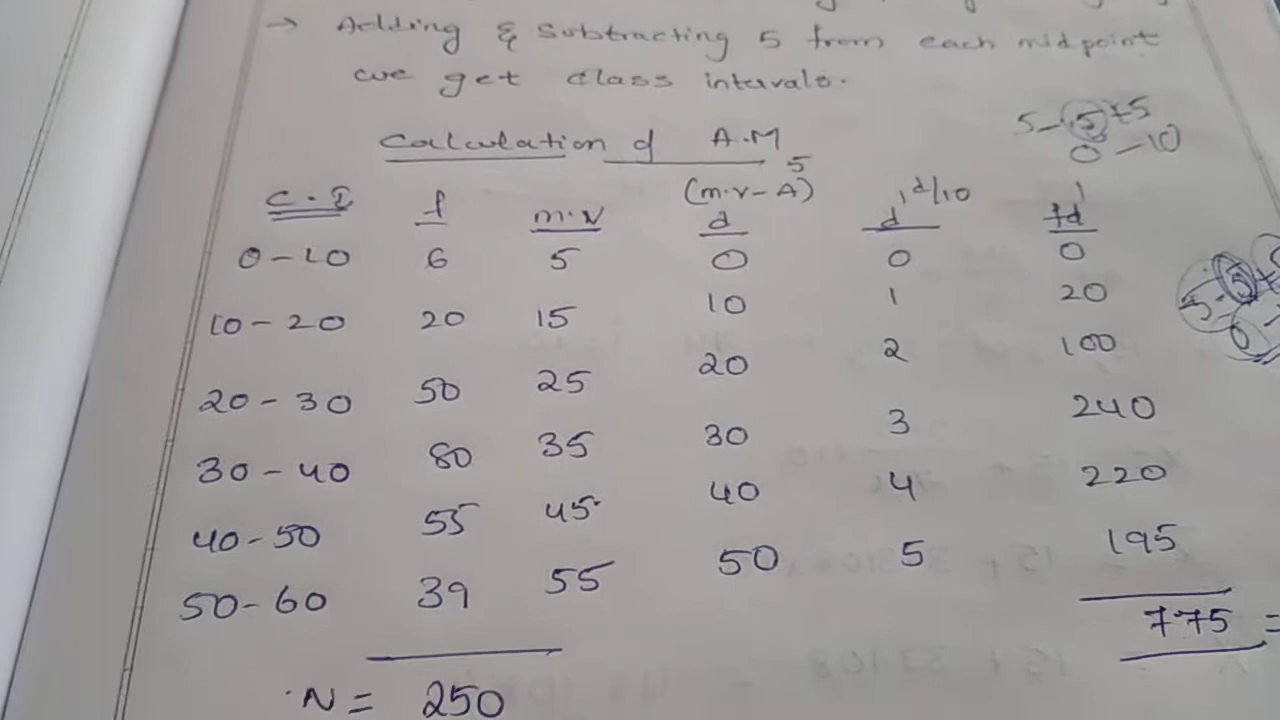 → Adding & subtracting 5 from each midpoint
we get class intervals.
5 - 5 +5
0 - 10
Calculation of A.M
5
C.I f m.v (m.v - A) d d' d/10 fd'
0-10 6 5 0 0 0
10-20 20 15 10 1 20
20-30 50 25 20 2 100
30-40 80 35 30 3 240
40-50 55 45 40 4 220
50-60 39 55 50 5 195
775 =
N = 250